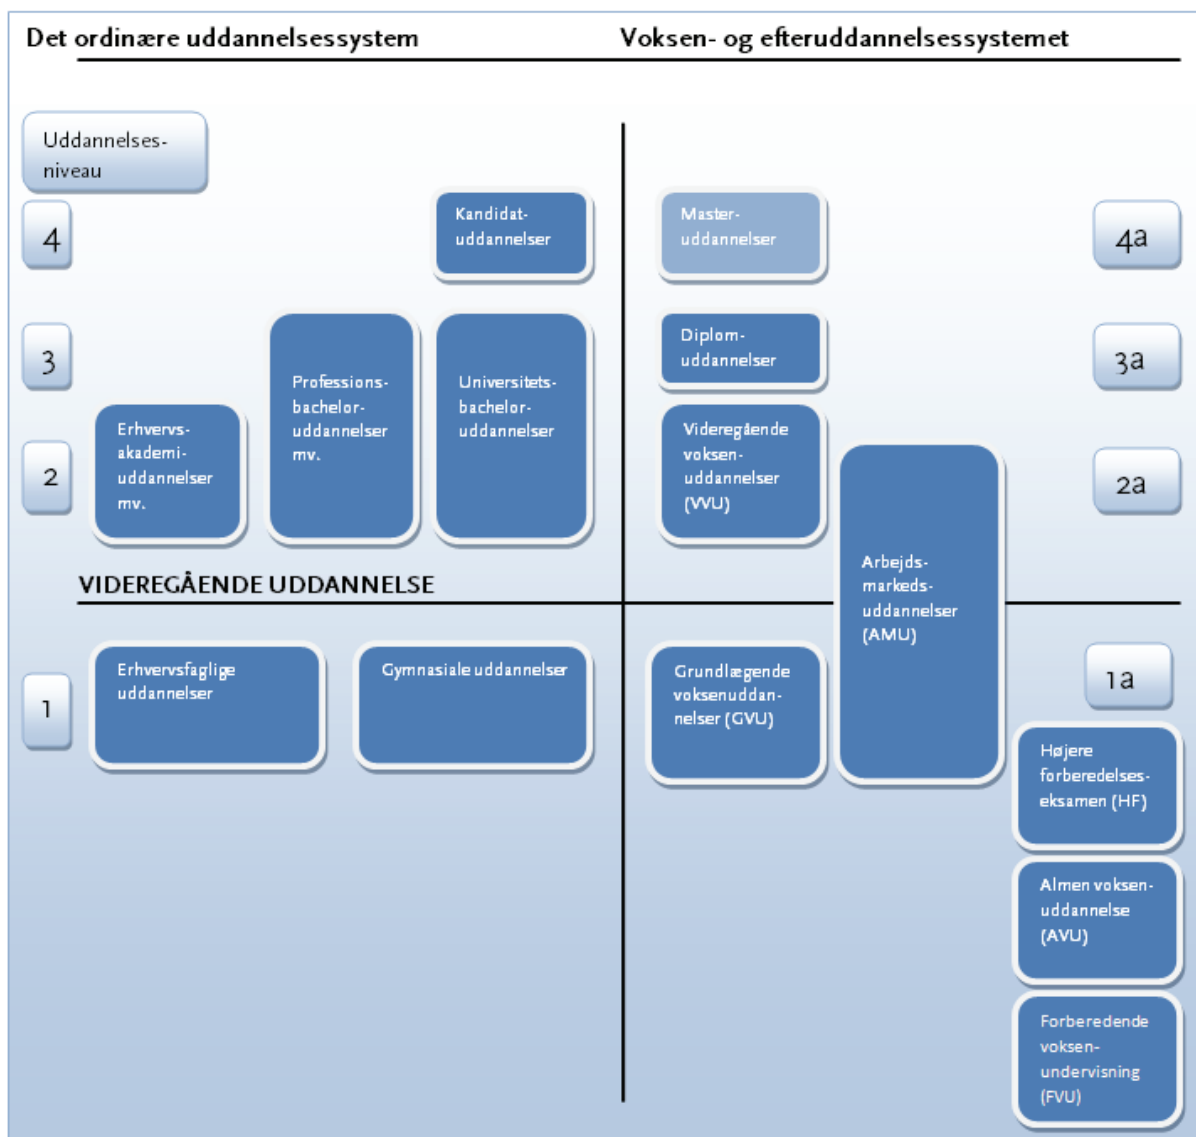 Det ordinære uddannelsessystem
Voksen- og efteruddannelsessystemet
Uddannelses-
niveau
4
Kandidat-
uddannelser
Master-
uddannelser
4a
3
Professions-
bachelor-
uddannelser
mv.
Universitets-
bachelor-
uddannelser
Diplom-
uddannelser
3a
2
Erhvervs-
akademi-
uddannelser
mv.
Videregående
voksen-
uddannelser
(VVU)
2a
Arbejds-
markeds-
uddannelser
(AMU)
VIDEREGÅENDE UDDANNELSE
1
Erhvervsfaglige
uddannelser
Gymnasiale uddannelser
Grundlægende
voksenuddan-
nelser (GVU)
1a
Højere
forberedelses-
eksamen (HF)
Almen voksen-
uddannelse
(AVU)
Forberedende
voksen-
undervisning
(FVU)